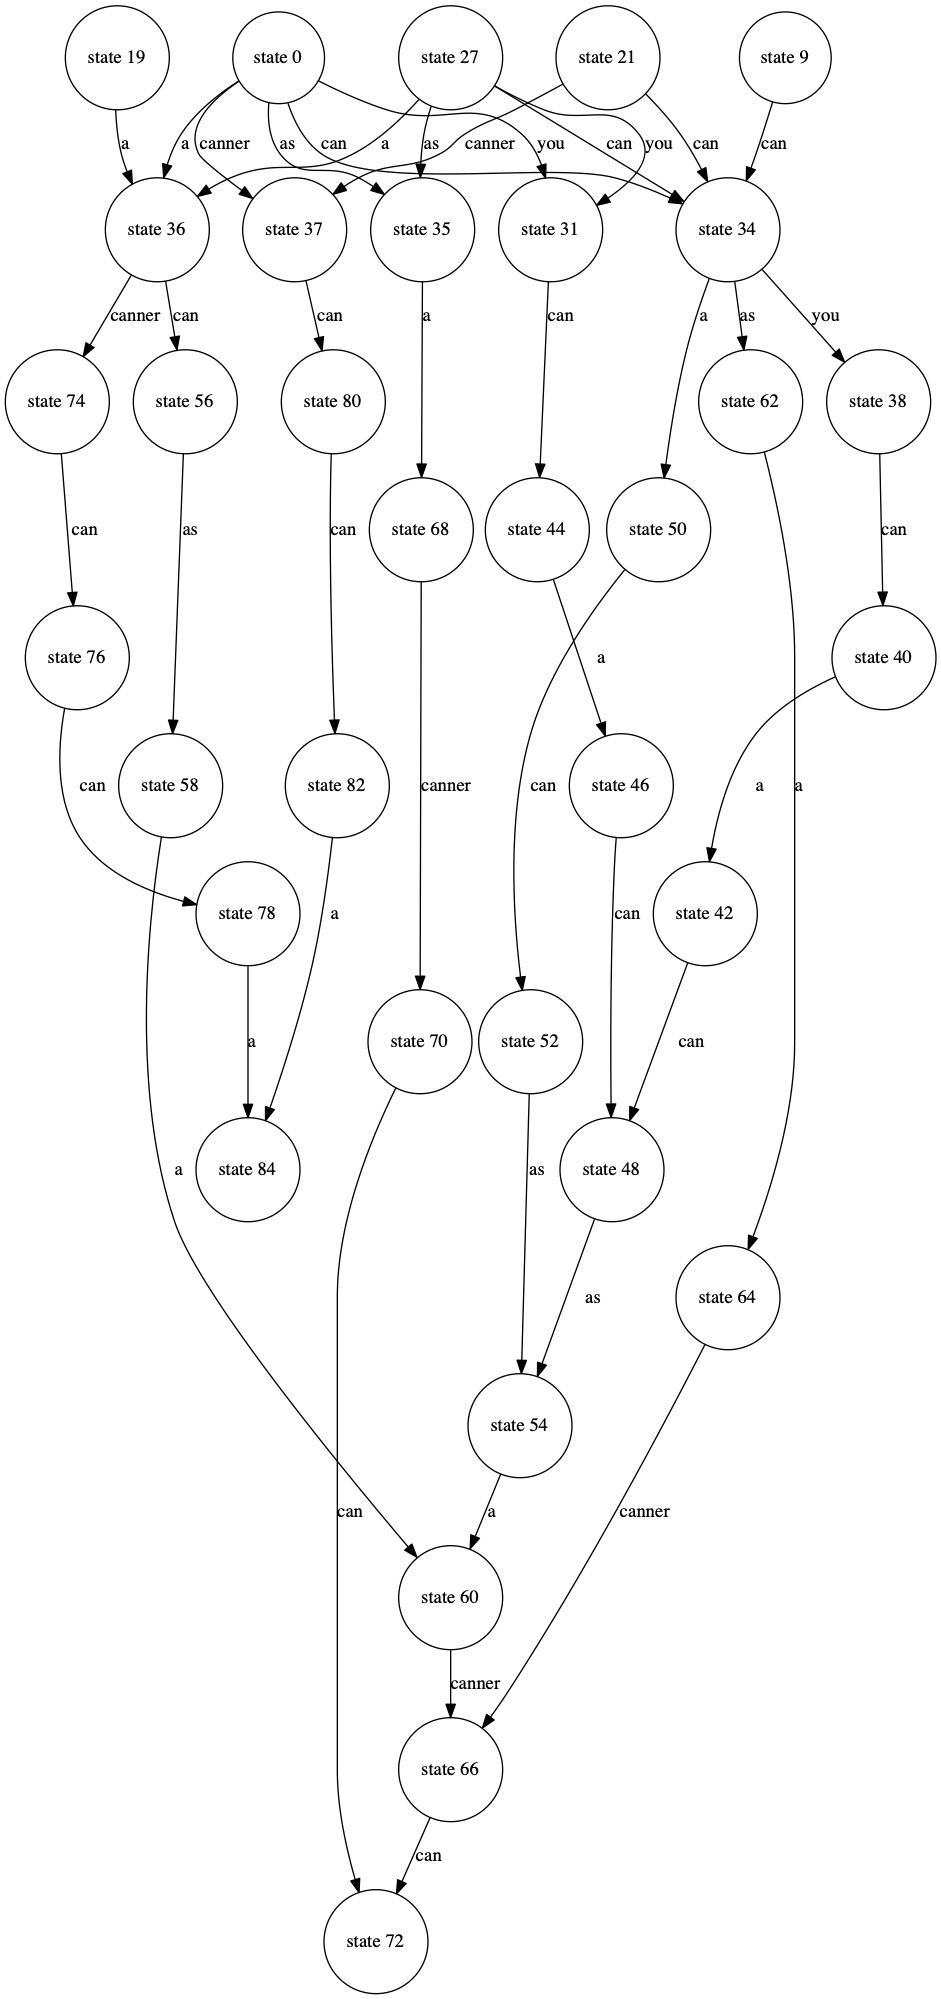 state 19
state 0
state 27
state 21
state 9
a
a
canner
as
can
a
as
canner
you
can
you
can
can
state 36
state 37
state 35
state 31
state 34
canner
can
can
a
can
a
as
you
state 74
state 56
state 80
state 62
state 38
can
as
can
state 68
state 44
state 50
can
state 76
a
state 40
can
state 58
state 82
canner
can
state 46
a
a
state 78
a
can
state 42
a
state 70
state 52
can
a
state 84
as
state 48
as
state 64
state 54
can
a
canner
state 60
canner
state 66
can
state 72